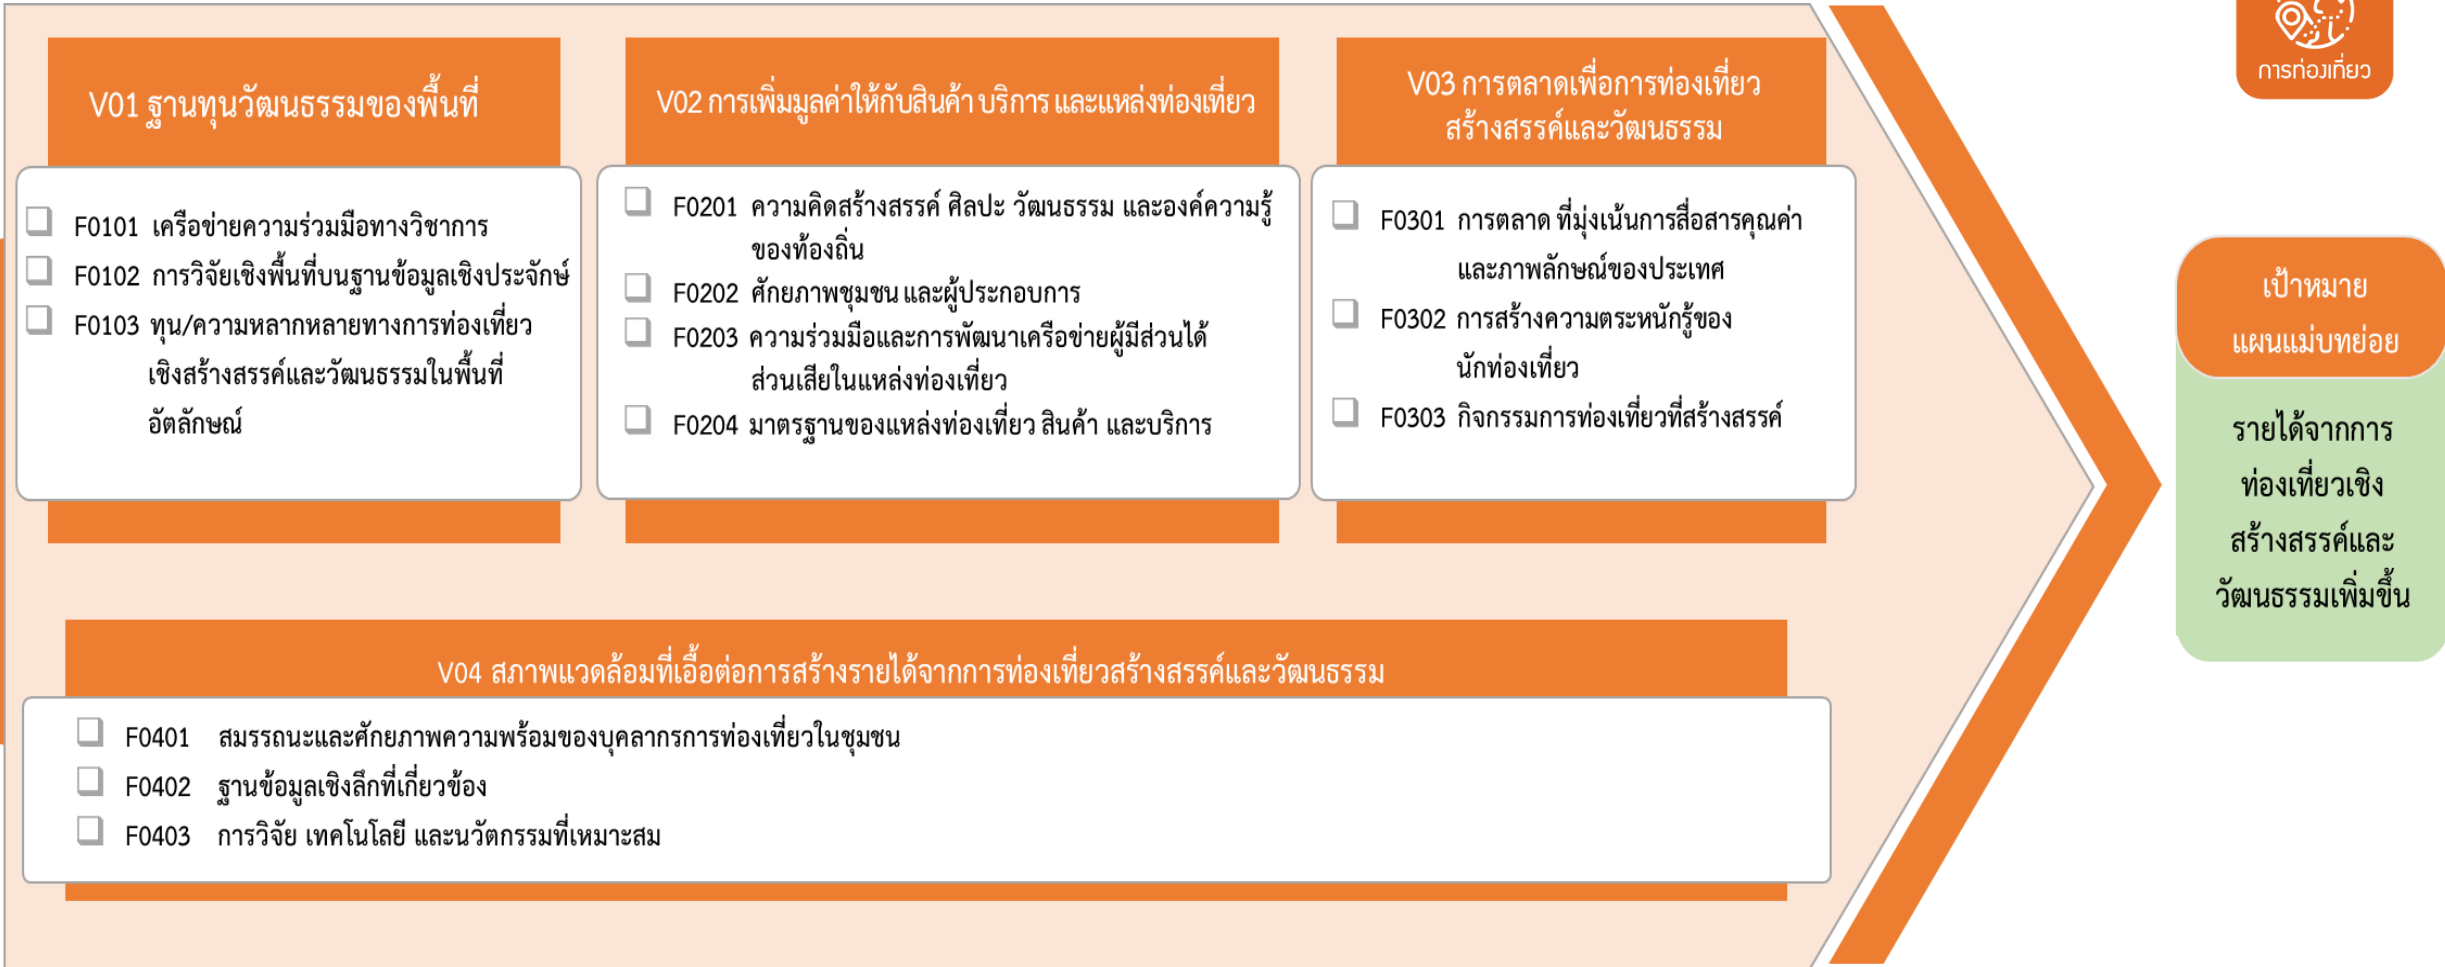 การท่องเที่ยว
V01 ฐานทุนวัฒนธรรมของพื้นที่
F0101 เครือข่ายความร่วมมือทางวิชาการ
F0102 การวิจัยเชิงพื้นที่บนฐานข้อมูลเชิงประจักษ์
F0103 ทุน/ความหลากหลายทางการท่องเที่ยว
เชิงสร้างสรรค์และวัฒนธรรมในพื้นที่
อัตลักษณ์
V02 การเพิ่มมูลค่าให้กับสินค้า บริการ และแหล่งท่องเที่ยว
F0201 ความคิดสร้างสรรค์ ศิลปะ วัฒนธรรม และองค์ความรู้
ของท้องถิ่น
F0202 ศักยภาพชุมชน และผู้ประกอบการ
F0203 ความร่วมมือและการพัฒนาเครือข่ายผู้มีส่วนได้
ส่วนเสียในแหล่งท่องเที่ยว
F0204 มาตรฐานของแหล่งท่องเที่ยว สินค้า และบริการ
V03 การตลาดเพื่อการท่องเที่ยว
สร้างสรรค์และวัฒนธรรม
F0301 การตลาด ที่มุ่งเน้นการสื่อสารคุณค่า
และภาพลักษณ์ของประเทศ
F0302 การสร้างความตระหนักรู้ของ
นักท่องเที่ยว
F0303 กิจกรรมการท่องเที่ยวที่สร้างสรรค์
V04 สภาพแวดล้อมที่เอื้อต่อการสร้างรายได้จากการท่องเที่ยวสร้างสรรค์และวัฒนธรรม
F0401 สมรรถนะและศักยภาพความพร้อมของบุคลากรการท่องเที่ยวในชุมชน
F0402 ฐานข้อมูลเชิงลึกที่เกี่ยวข้อง
F0403 การวิจัย เทคโนโลยี และนวัตกรรมที่เหมาะสม
เป้าหมาย
แผนแม่บทย่อย
รายได้จากการ
ท่องเที่ยวเชิง
สร้างสรรค์และ
วัฒนธรรมเพิ่มขึ้น